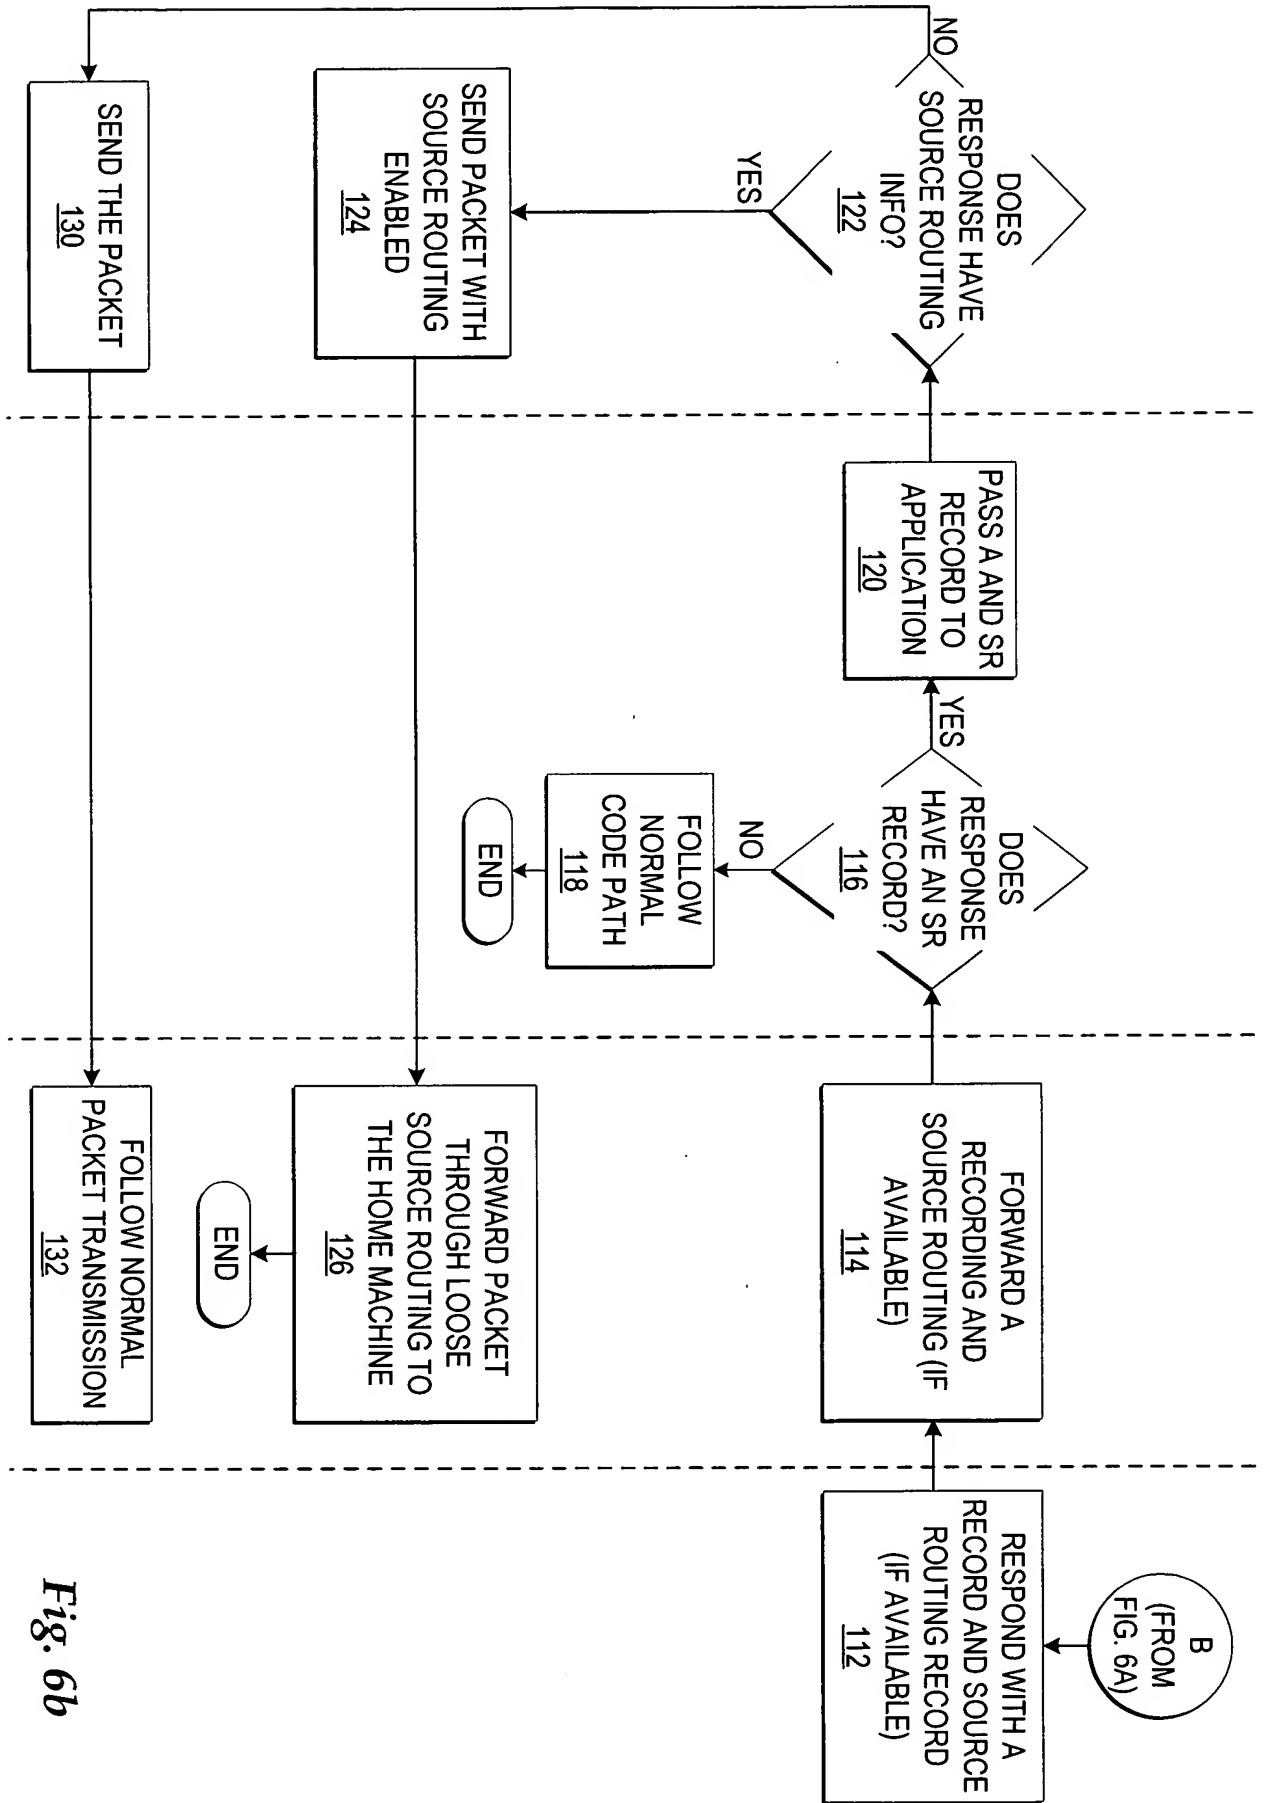 B
(FROM
FIG. 6A)
RESPOND WITH A
RECORD AND SOURCE
ROUTING RECORD
(IF AVAILABLE)
112
FORWARD A
RECORDING AND
SOURCE ROUTING (IF
AVAILABLE)
114
DOES
RESPONSE
HAVE AN SR
RECORD?
116
YES
NO
FOLLOW
NORMAL
CODE PATH
118
END
PASS A AND SR
RECORD TO
APPLICATION
120
DOES
RESPONSE HAVE
SOURCE ROUTING
INFO?
122
NO
YES
SEND PACKET WITH
SOURCE ROUTING
ENABLED
124
FORWARD PACKET
THROUGH LOOSE
SOURCE ROUTING TO
THE HOME MACHINE
126
END
SEND THE PACKET
130
FOLLOW NORMAL
PACKET TRANSMISSION
132
Fig. 6b